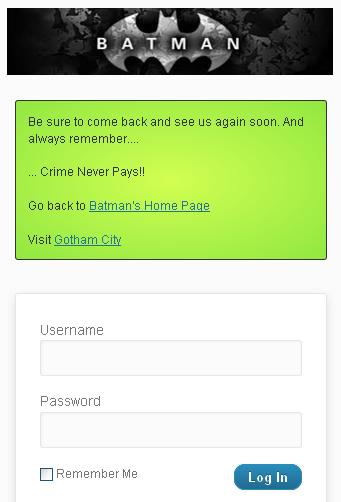 BATMAN
Be sure to come back and see us again soon. And
always remember....
... Crime Never Pays!!
Go back to Batman's Home Page
Visit Gotham City
Username
Password
Remember Me
Log In